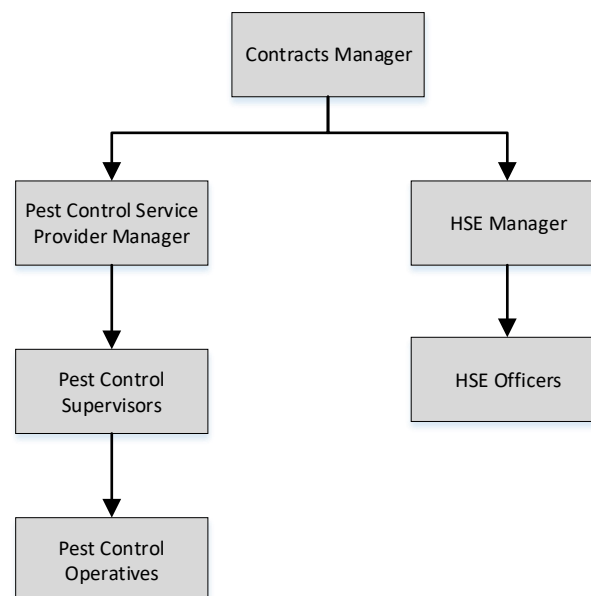 Contracts Manager
Pest Control Service
Provider Manager
HSE Manager
Pest Control
Supervisors
HSE Officers
Pest Control
Operatives